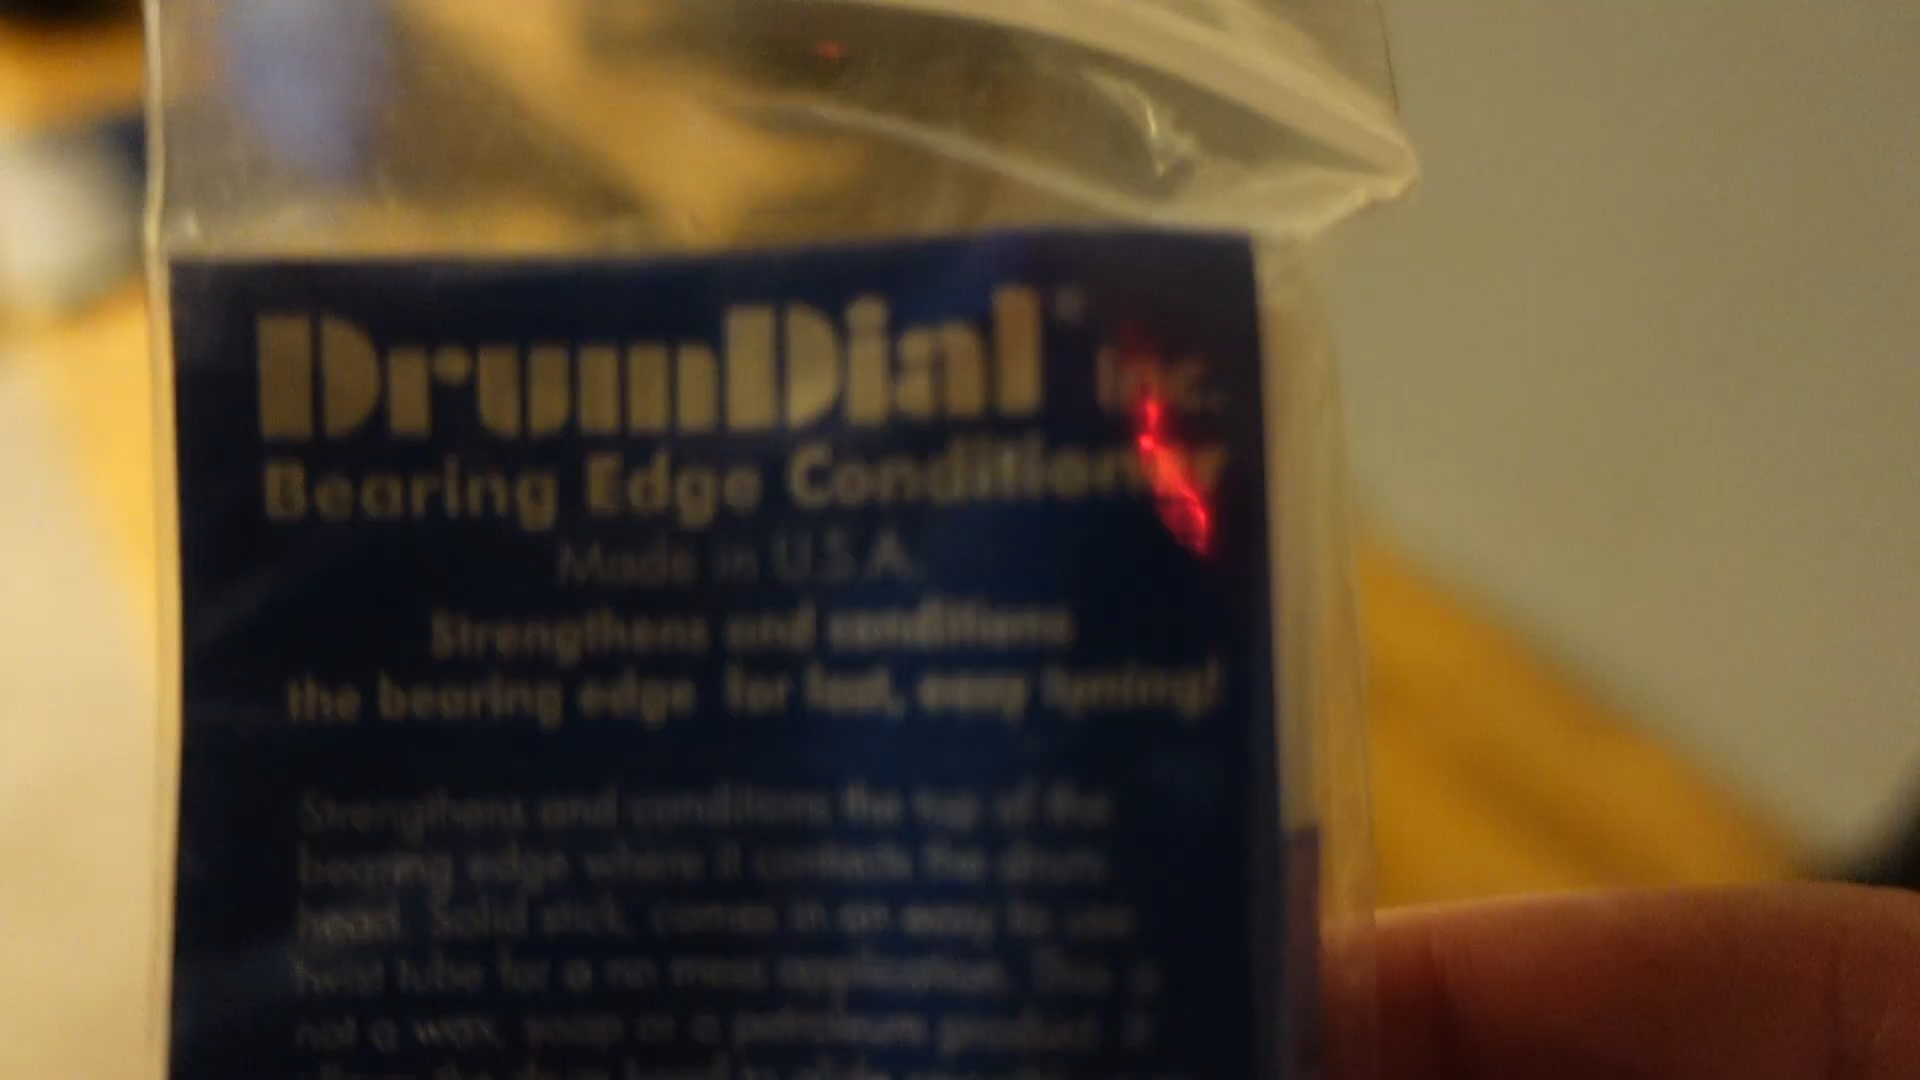 DrumDial® Inc.
Bearing Edge Conditioner
Made in U.S.A.
Strengthens and conditions
the bearing edge for fast, easy tuning!
Strengthens and conditions the top of the
bearing edge where it contacts the drum
head. Solid stick, comes in an easy to use
twist tube for a no mess application. This is
not a wax, soap or a petroleum product. It